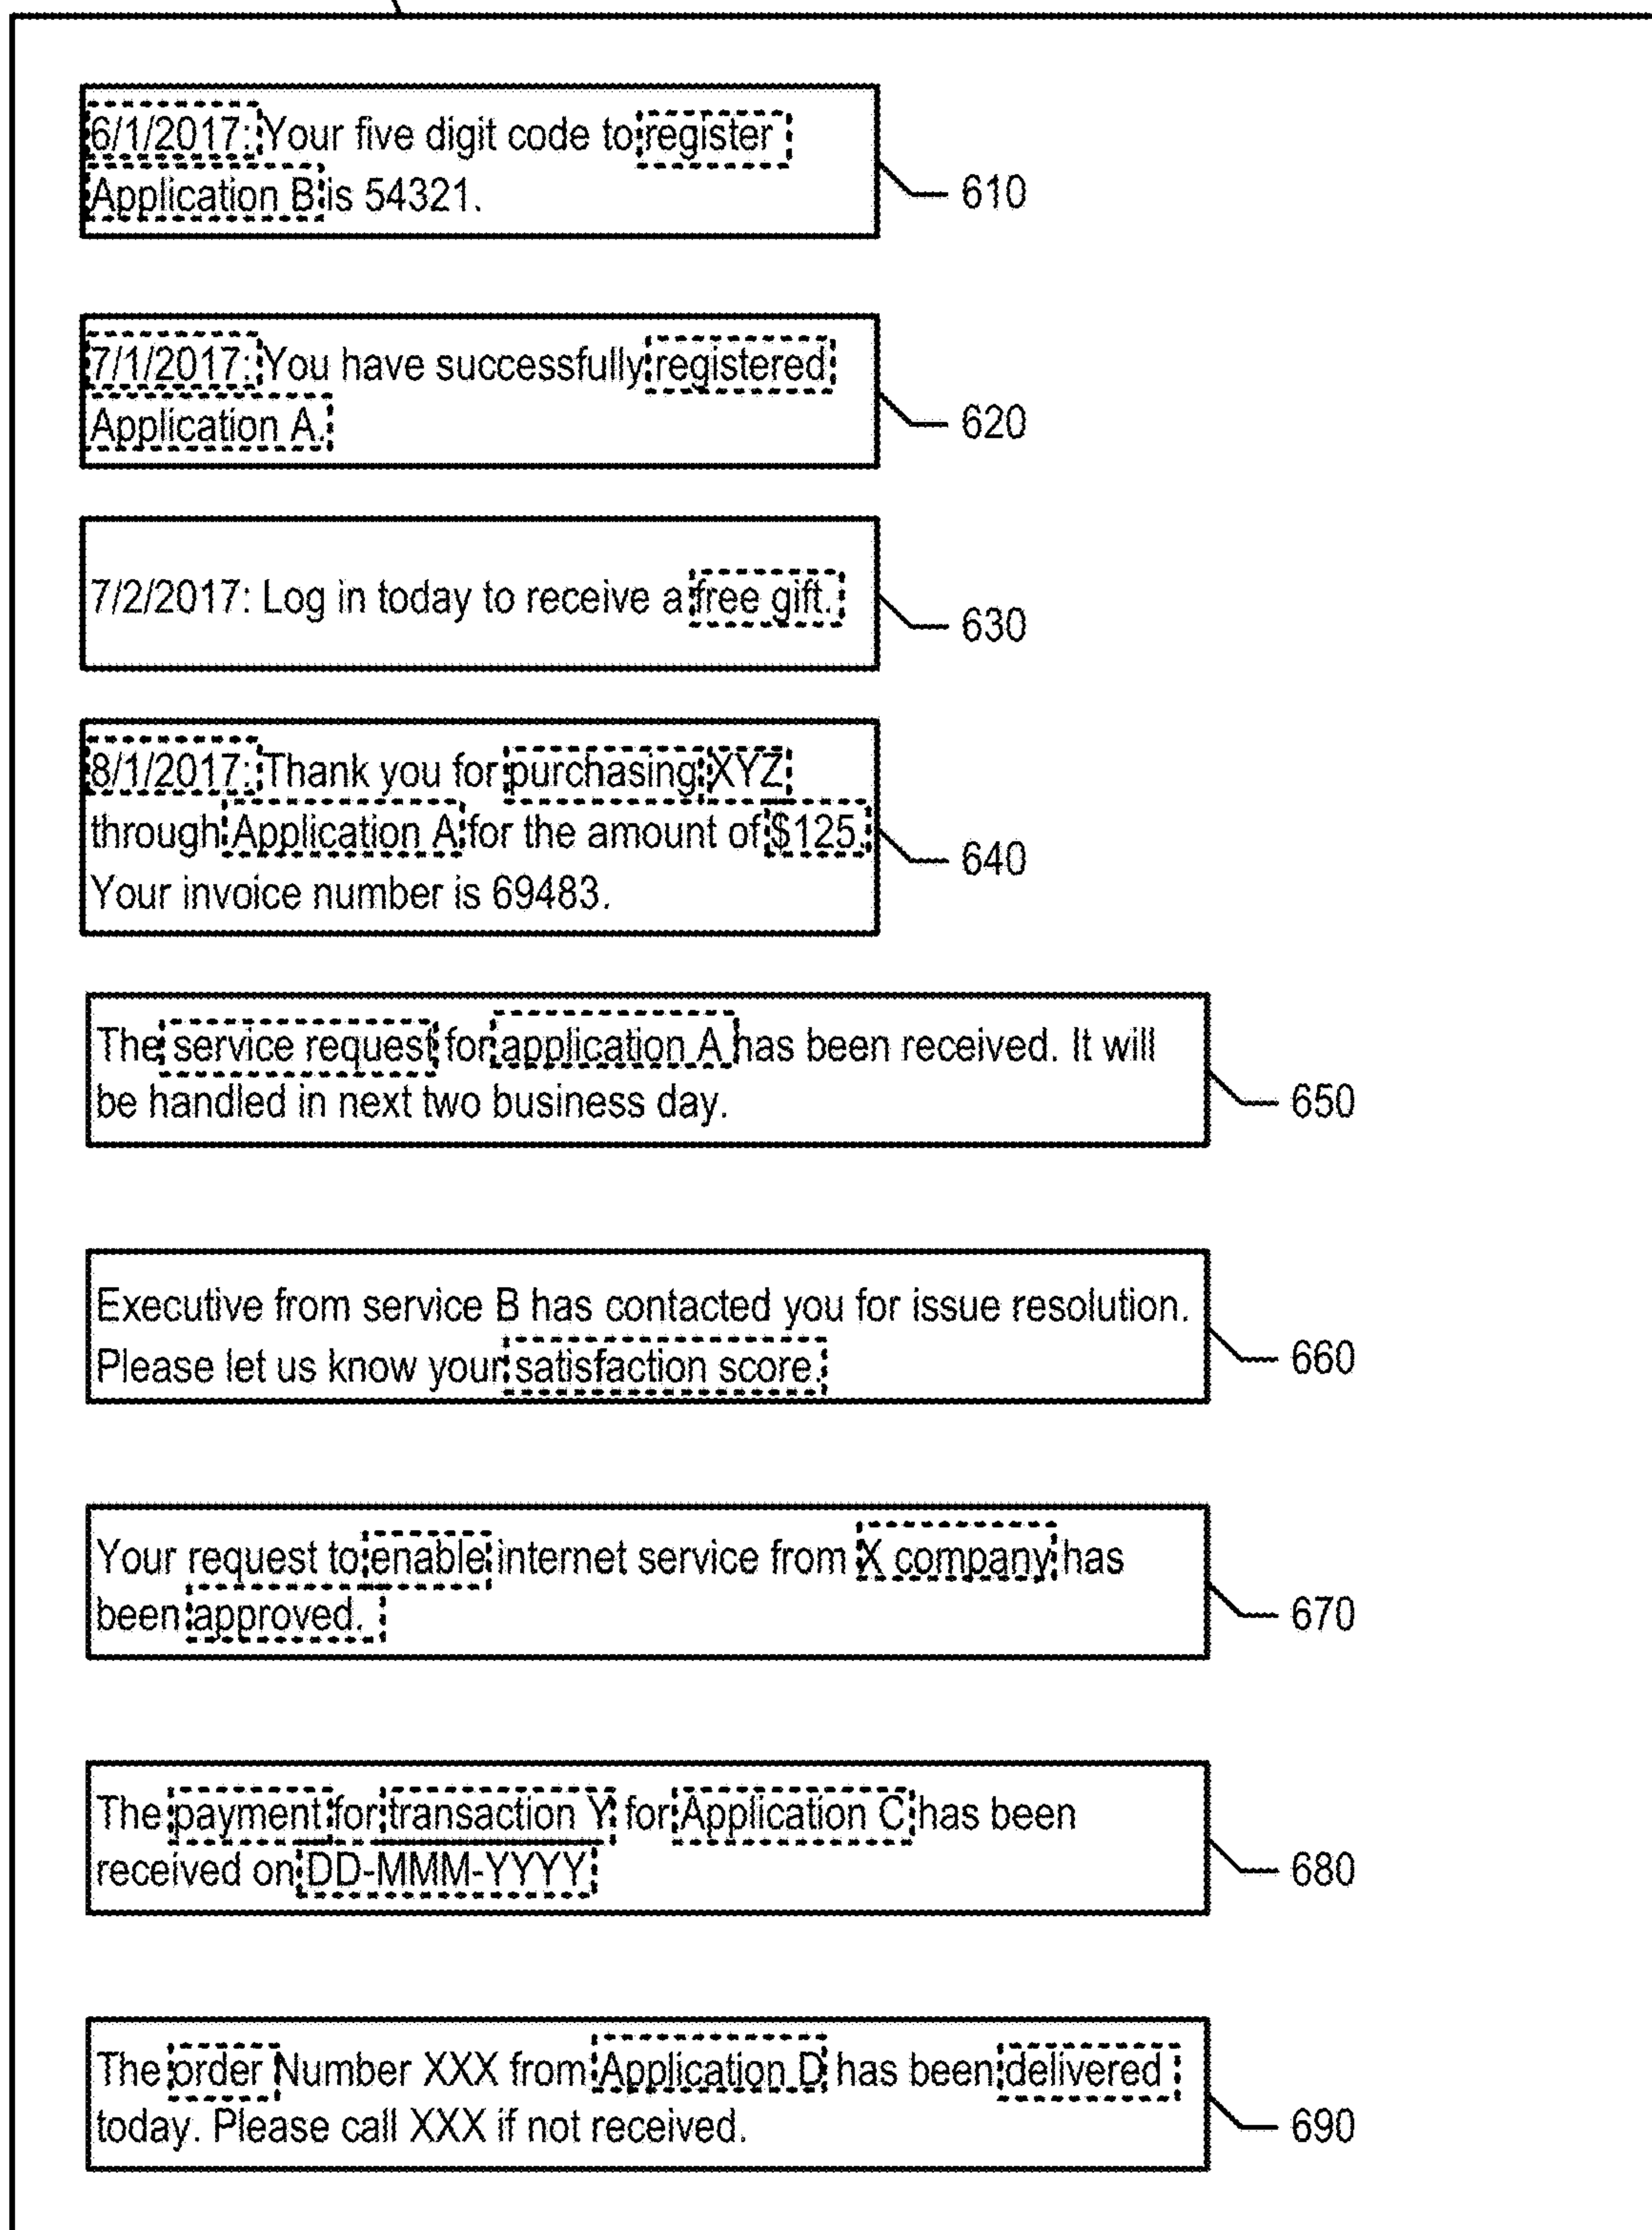 6/1/2017: Your five digit code to register
Application B is 54321.
610
7/1/2017: You have successfully registered
Application A.
620
7/2/2017: Log in today to receive a free gift.
630
8/1/2017: Thank you for purchasing XYZ
through Application A for the amount of $125.
Your invoice number is 69483.
640
The service request for application A has been received. It will
be handled in next two business day.
650
Executive from service B has contacted you for issue resolution.
Please let us know your satisfaction score.
660
Your request to enable internet service from X company has
been approved.
670
The payment for transaction Y for Application C has been
received on DD-MMM-YYYY
680
The order Number XXX from Application D has been delivered
today. Please call XXX if not received.
690